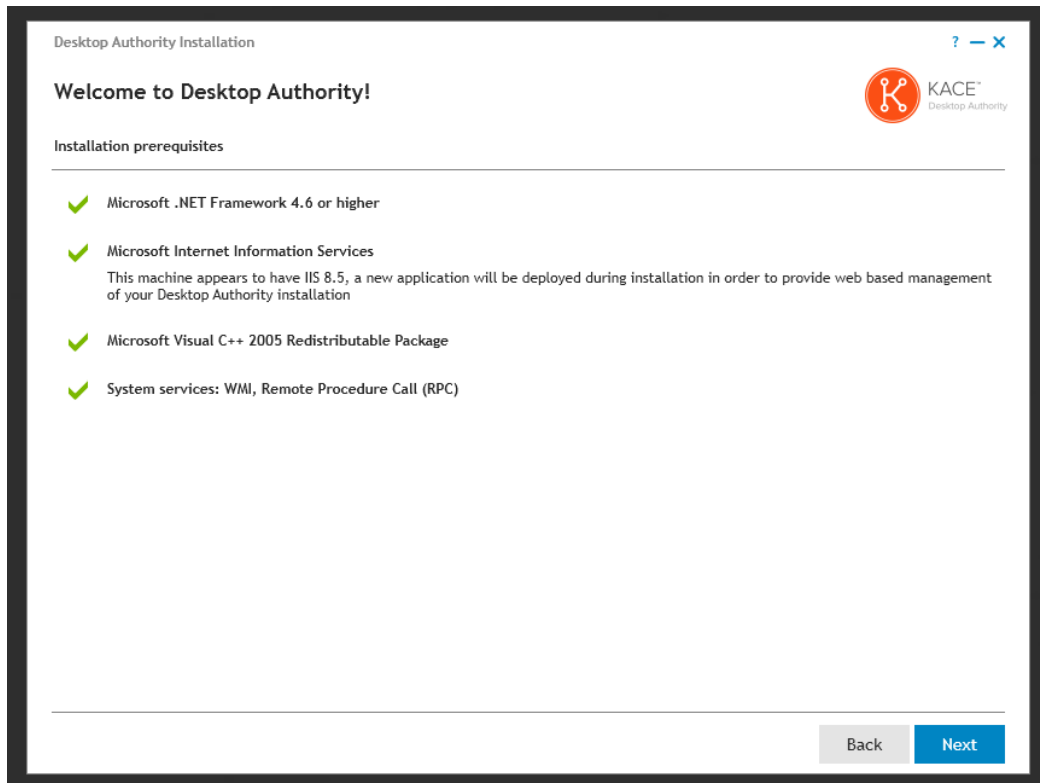 Desktop Authority Installation
? — ✕
Welcome to Desktop Authority!
KACE™
Desktop Authority
Installation prerequisites
Microsoft .NET Framework 4.6 or higher
Microsoft Internet Information Services
This machine appears to have IIS 8.5, a new application will be deployed during installation in order to provide web based management
of your Desktop Authority installation
Microsoft Visual C++ 2005 Redistributable Package
System services: WMI, Remote Procedure Call (RPC)
Back
Next